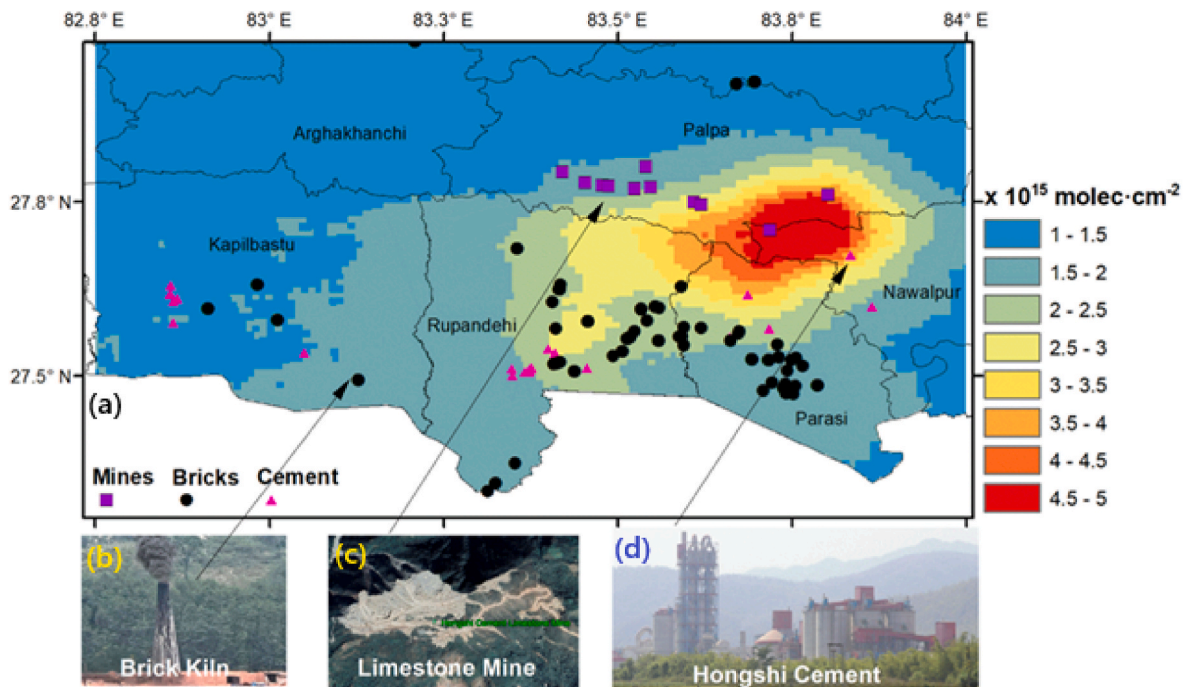 82.8° E 83° E 83.3° E 83.5° E 83.8° E 84° E
Arghakhanchi
Palpa
27.8° N
x 10¹⁵ molec·cm⁻²
1 - 1.5
Kapilbastu
1.5 - 2
Nawalpur
2 - 2.5
Rupandehi
2.5 - 3
27.5° N
3 - 3.5
(a)
Parasi
3.5 - 4
4 - 4.5
Mines Bricks Cement
4.5 - 5
(b) (c) (d)
Brick Kiln Limestone Mine Hongshi Cement